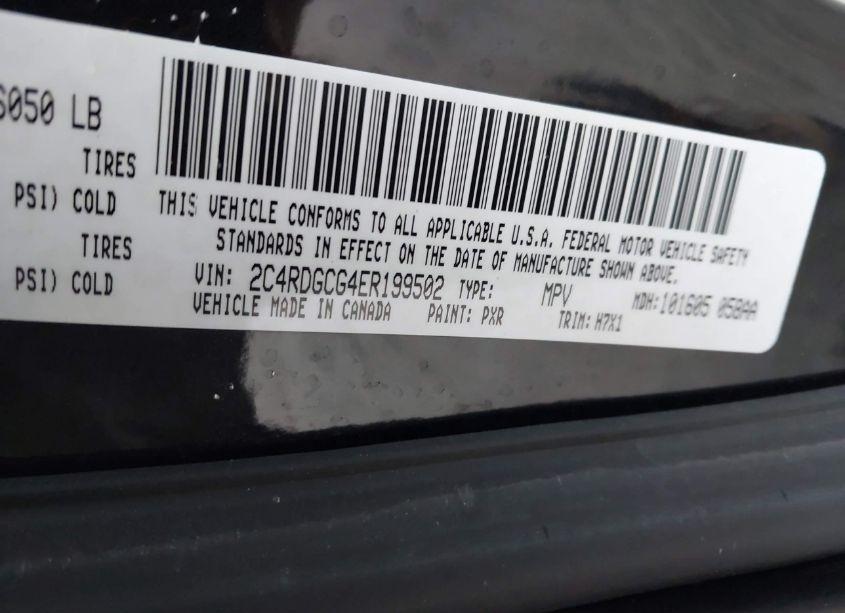 6050 LB
TIRES
PSI) COLD
TIRES
PSI) COLD
THIS VEHICLE CONFORMS TO ALL APPLICABLE U.S.A. FEDERAL MOTOR VEHICLE SAFETY
STANDARDS IN EFFECT ON THE DATE OF MANUFACTURE SHOWN ABOVE.
VIN: 2C4RDGCG4ER199502 TYPE: MPV MDH:101605 058AA
VEHICLE MADE IN CANADA PAINT: PXR TRIM: H7X1